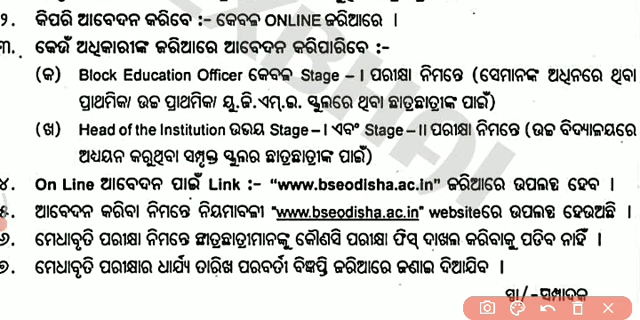 ୨. କିପରି ଆବେଦନ କରିବେ :- କେବଳ ONLINE ଜରିଆରେ ।
୩. କେଉଁ ଅଧିକାରୀଙ୍କ ଜରିଆରେ ଆବେଦନ କରିପାରିବେ :-
(କ) Block Education Officer କେବଳ Stage – I ପରୀକ୍ଷା ନିମନ୍ତେ (ସେମାନଙ୍କ ଅଧିନରେ ଥିବା
ପ୍ରାଥମିକ/ ଉଚ୍ଚ ପ୍ରାଥମିକ/ ୟୁ.ଜି.ଏମ୍.ଇ. ସ୍କୁଲରେ ଥିବା ଛାତ୍ରଛାତ୍ରୀଙ୍କ ପାଇଁ)
(ଖ) Head of the Institution ଉଭୟ Stage – I ଏବଂ Stage – II ପରୀକ୍ଷା ନିମନ୍ତେ (ଉଚ୍ଚ ବିଦ୍ୟାଳୟରେ
ଅଧ୍ୟୟନ କରୁଥିବା ସମ୍ପୃକ୍ତ ସ୍କୁଲର ଛାତ୍ରଛାତ୍ରୀଙ୍କ ପାଇଁ)
୪. On Line ଆବେଦନ ପାଇଁ Link :- “www.bseodisha.ac.in” ଜରିଆରେ ଉପଲବ୍ଧ ହେବ ।
୫. ଆବେଦନ କରିବା ନିମନ୍ତେ ନିୟମାବଳୀ "www.bseodisha.ac.in" websiteରେ ଉପଲବ୍ଧ ହେଉଅଛି ।
୬. ମେଧାବୃତି ପରୀକ୍ଷା ନିମନ୍ତେ ଛାତ୍ରଛାତ୍ରୀମାନଙ୍କୁ କୌଣସି ପରୀକ୍ଷା ଫିସ୍ ଦାଖଲ କରିବାକୁ ପଡିବ ନାହିଁ ।
୭. ମେଧାବୃତି ପରୀକ୍ଷାର ଧାର୍ଯ୍ୟ ତାରିଖ ପରବର୍ତୀ ବିଜ୍ଞପ୍ତି ଜରିଆରେ ଜଣାଇ ଦିଆଯିବ ।
ସ୍ୱା/-ସମ୍ପାଦକ